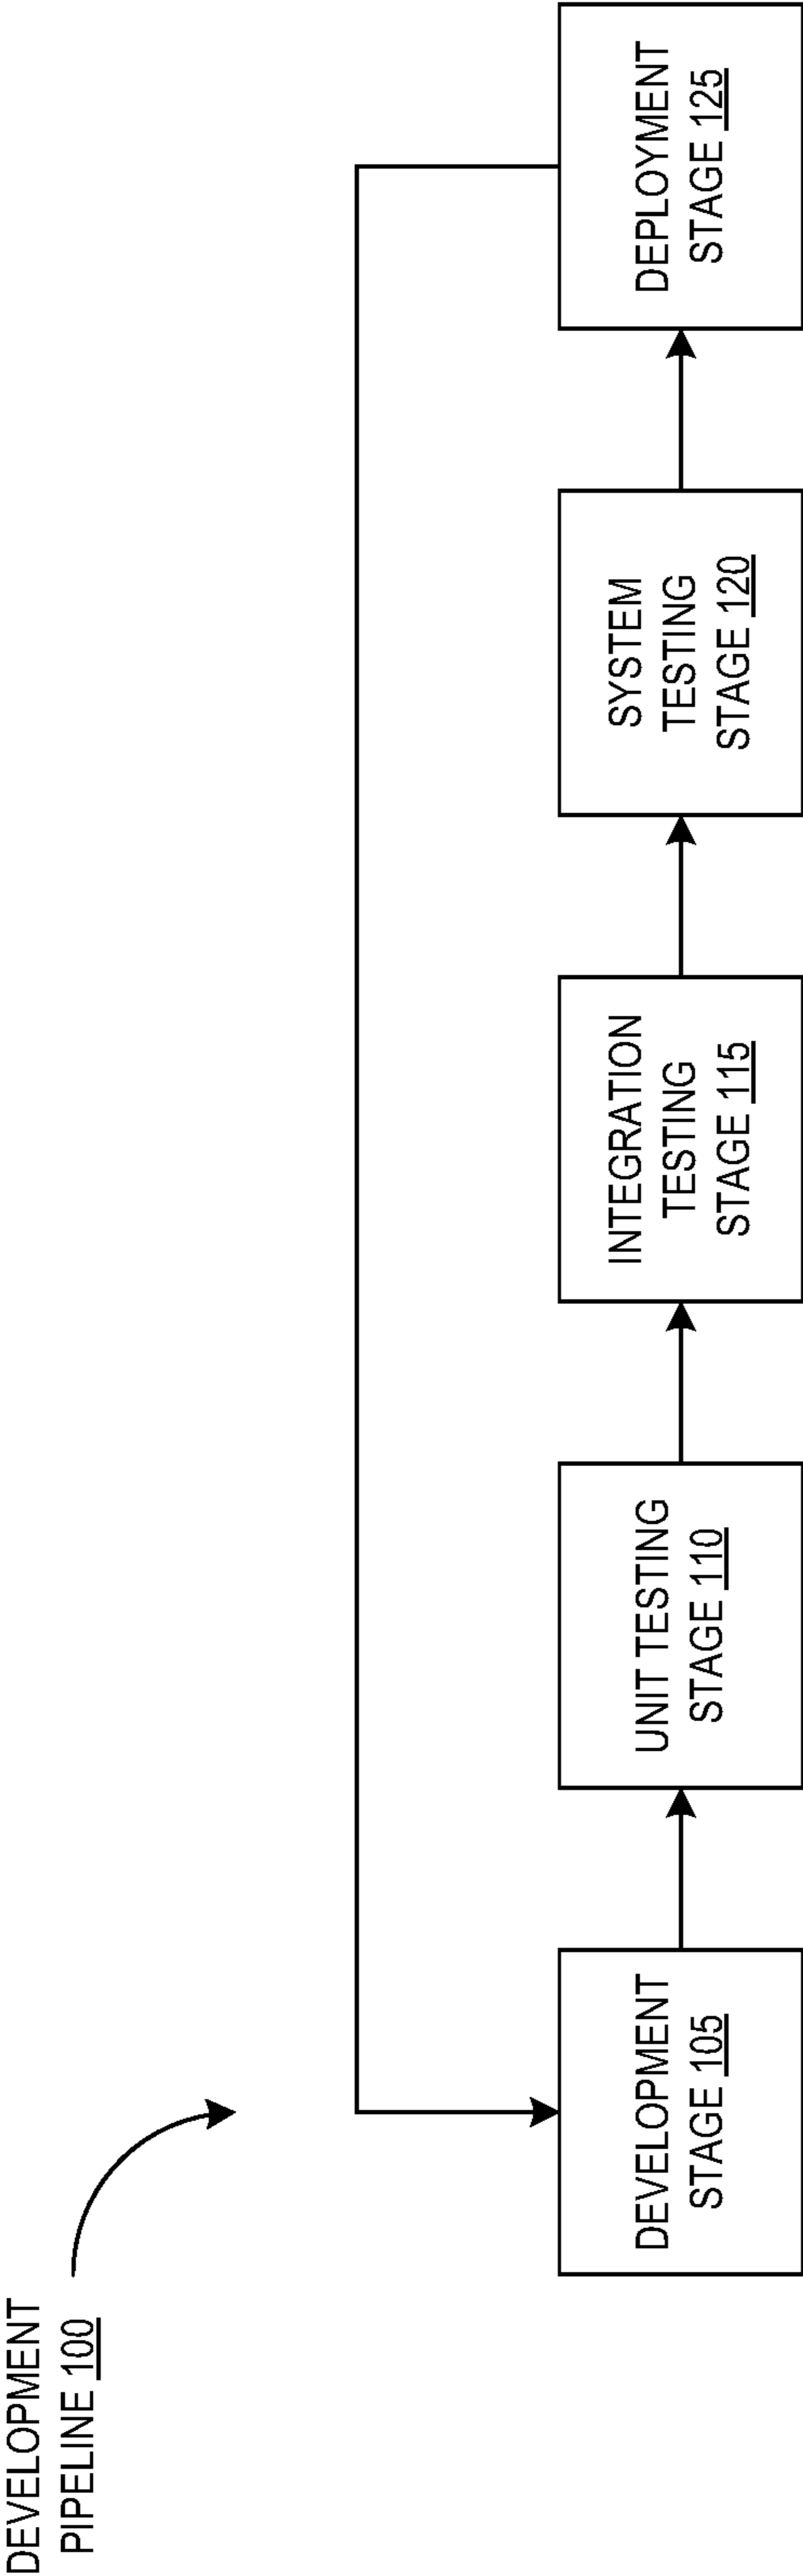 DEVELOPMENT
PIPELINE 100
DEVELOPMENT
STAGE 105
UNIT TESTING
STAGE 110
INTEGRATION
TESTING
STAGE 115
SYSTEM
TESTING
STAGE 120
DEPLOYMENT
STAGE 125